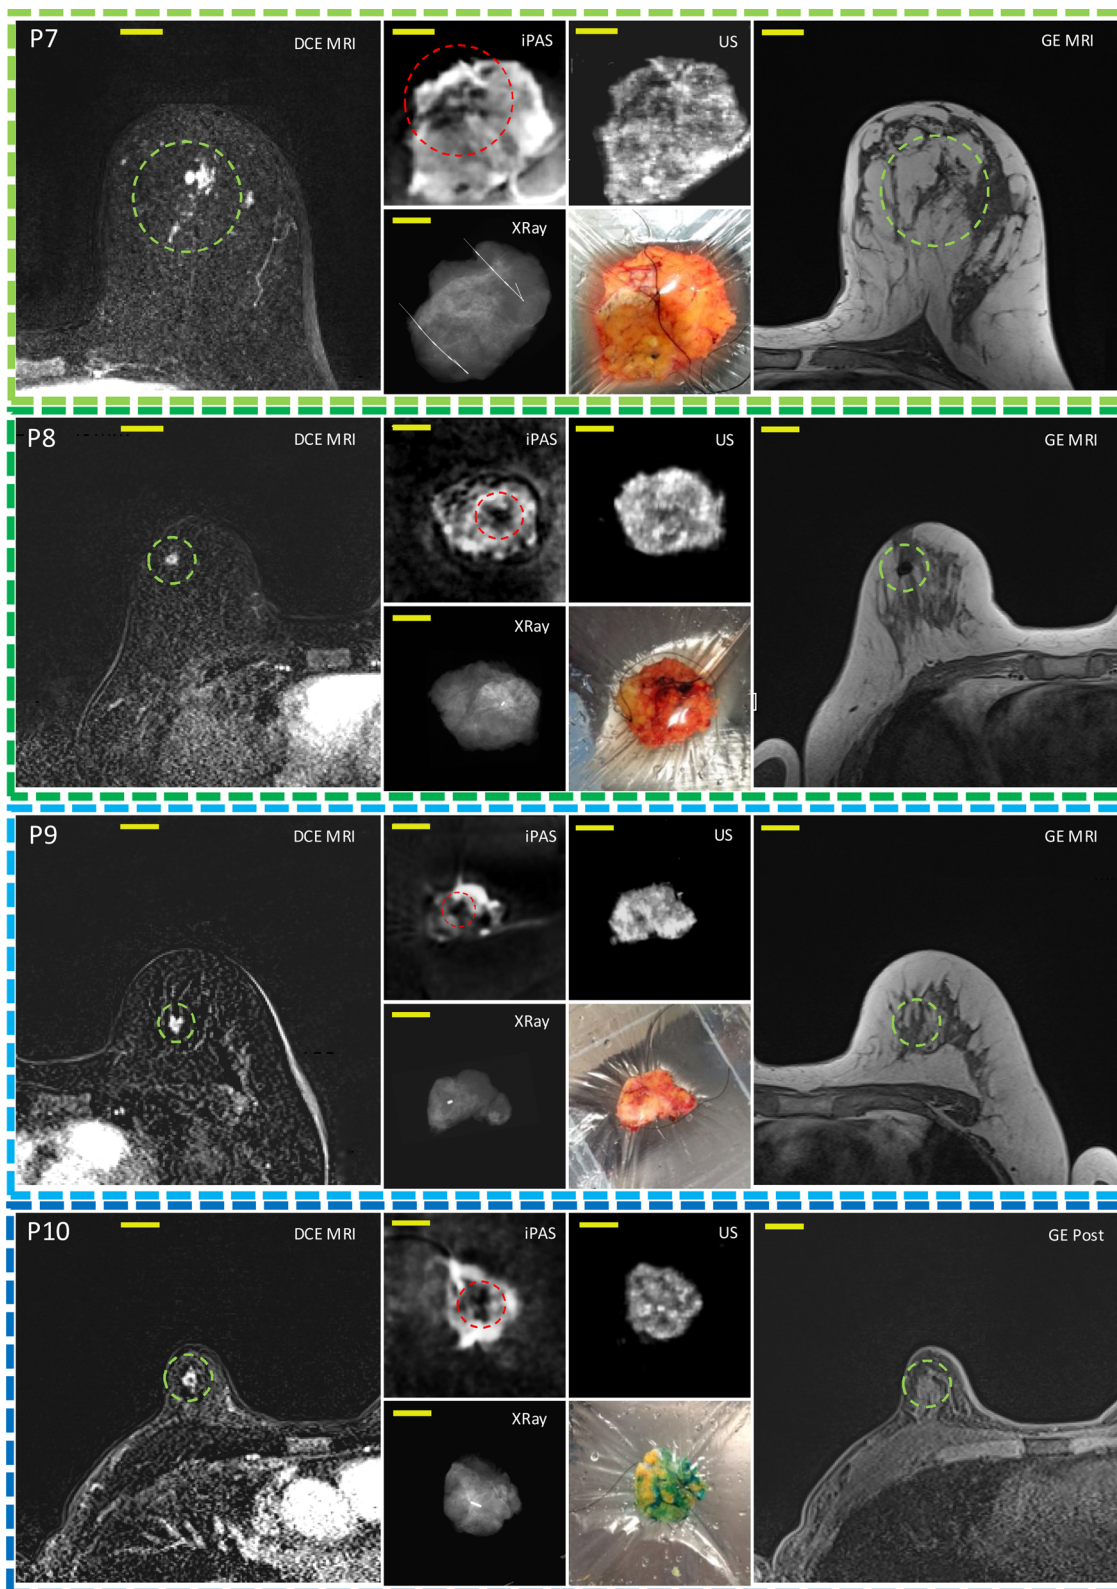 P7
DCE MRI
iPAS
US
GE MRI
XRay
P8
DCE MRI
iPAS
US
GE MRI
XRay
P9
DCE MRI
iPAS
US
GE MRI
XRay
P10
DCE MRI
iPAS
US
GE Post
XRay